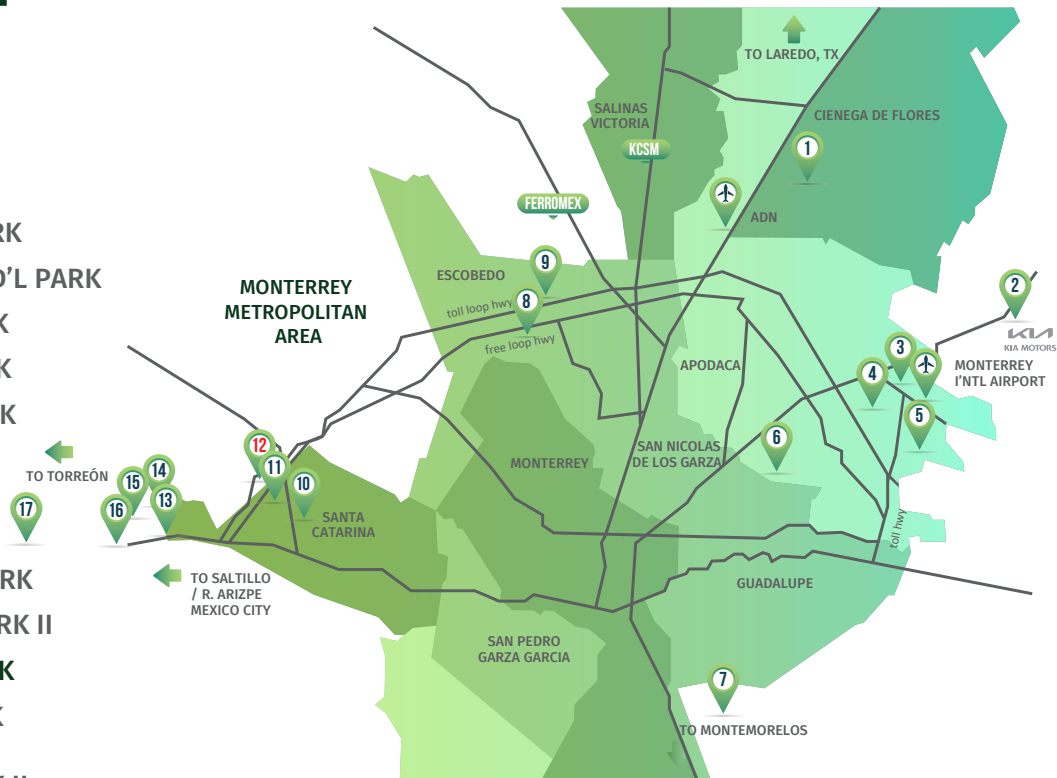 RK
D'L PARK
K
K
K
RK
RK II
K
K
TO LAREDO, TX
SALINAS
VICTORIA
CIENEGA DE FLORES
KCSM
1
ADN
FERROMEX
ESCOBEDO
9
8
MONTERREY
METROPOLITAN
AREA
toll loop hwy
free loop hwy
2
KIA
KIA MOTORS
3
4
MONTERREY
I'NTL AIRPORT
5
APODACA
6
SAN NICOLAS
DE LOS GARZA
MONTERREY
12
11
10
TO TORREÓN
14
15
13
16
17
SANTA
CATARINA
toll hwy
TO SALTILLO
/ R. ARIZPE
MEXICO CITY
GUADALUPE
SAN PEDRO
GARZA GARCIA
7
TO MONTEMORELOS